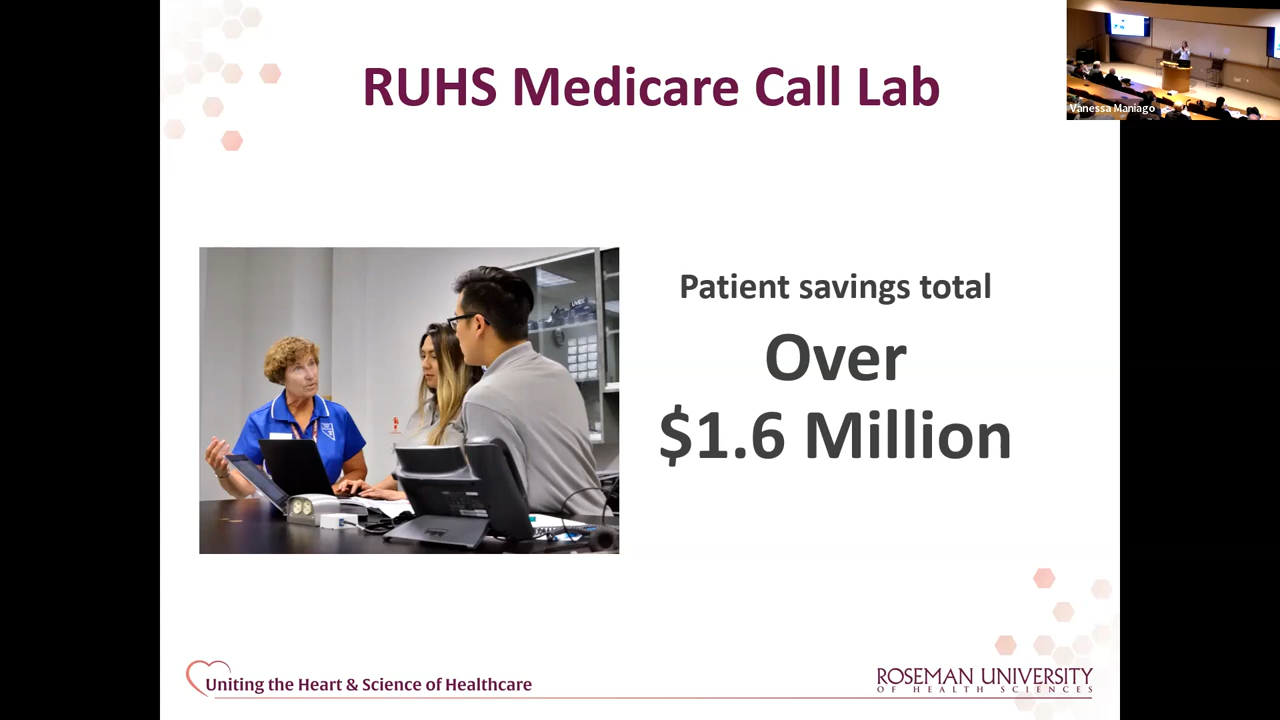 RUHS Medicare Call Lab
Vanessa Maniago
Patient savings total
Over
$1.6 Million
Uniting the Heart & Science of Healthcare
ROSEMAN UNIVERSITY
OF HEALTH SCIENCES